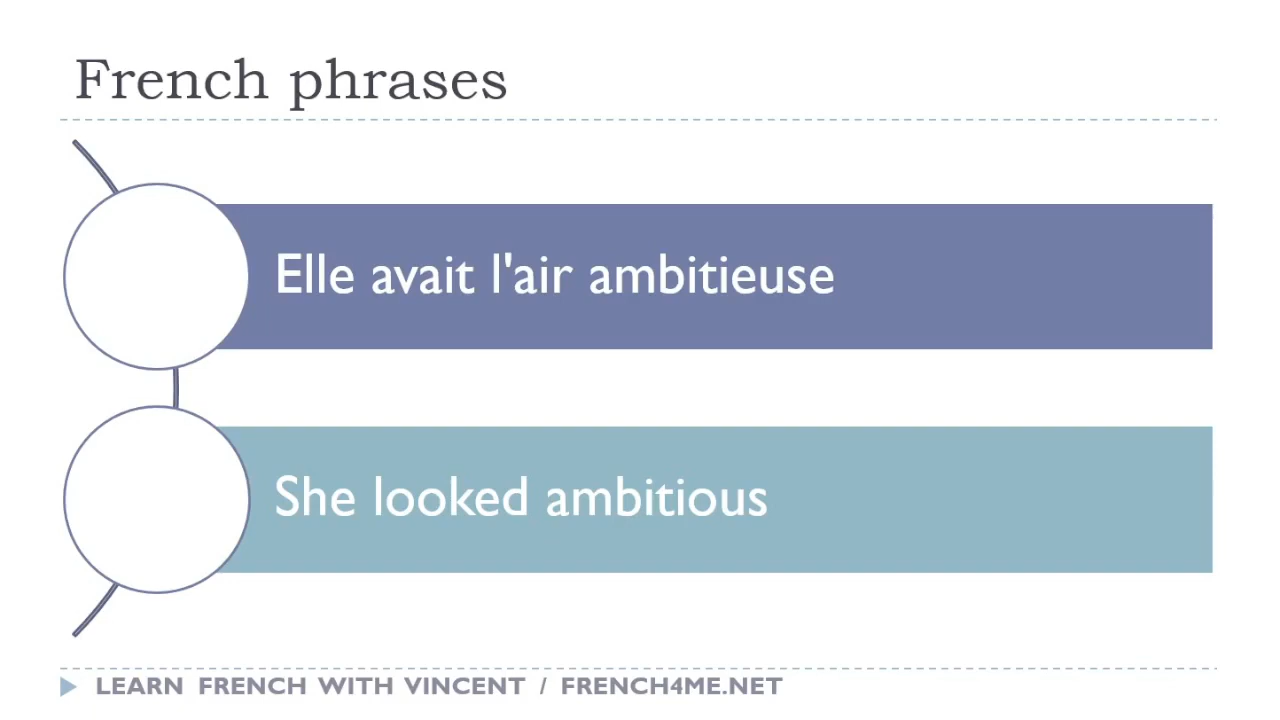 French phrases
Elle avait l'air ambitieuse
She looked ambitious
LEARN FRENCH WITH VINCENT / FRENCH4ME.NET